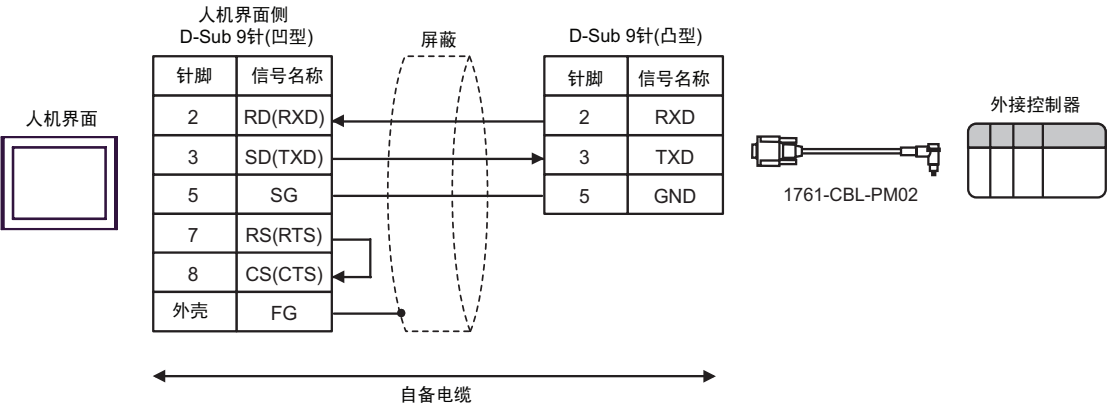 人机界面侧
D-Sub 9针(凹型)
屏蔽
D-Sub 9针(凸型)
针脚 信号名称
针脚 信号名称
人机界面
外接控制器
2 RD(RXD)
2 RXD
3 SD(TXD)
3 TXD
5 SG
5 GND
1761-CBL-PM02
7 RS(RTS)
8 CS(CTS)
外壳 FG
自备电缆